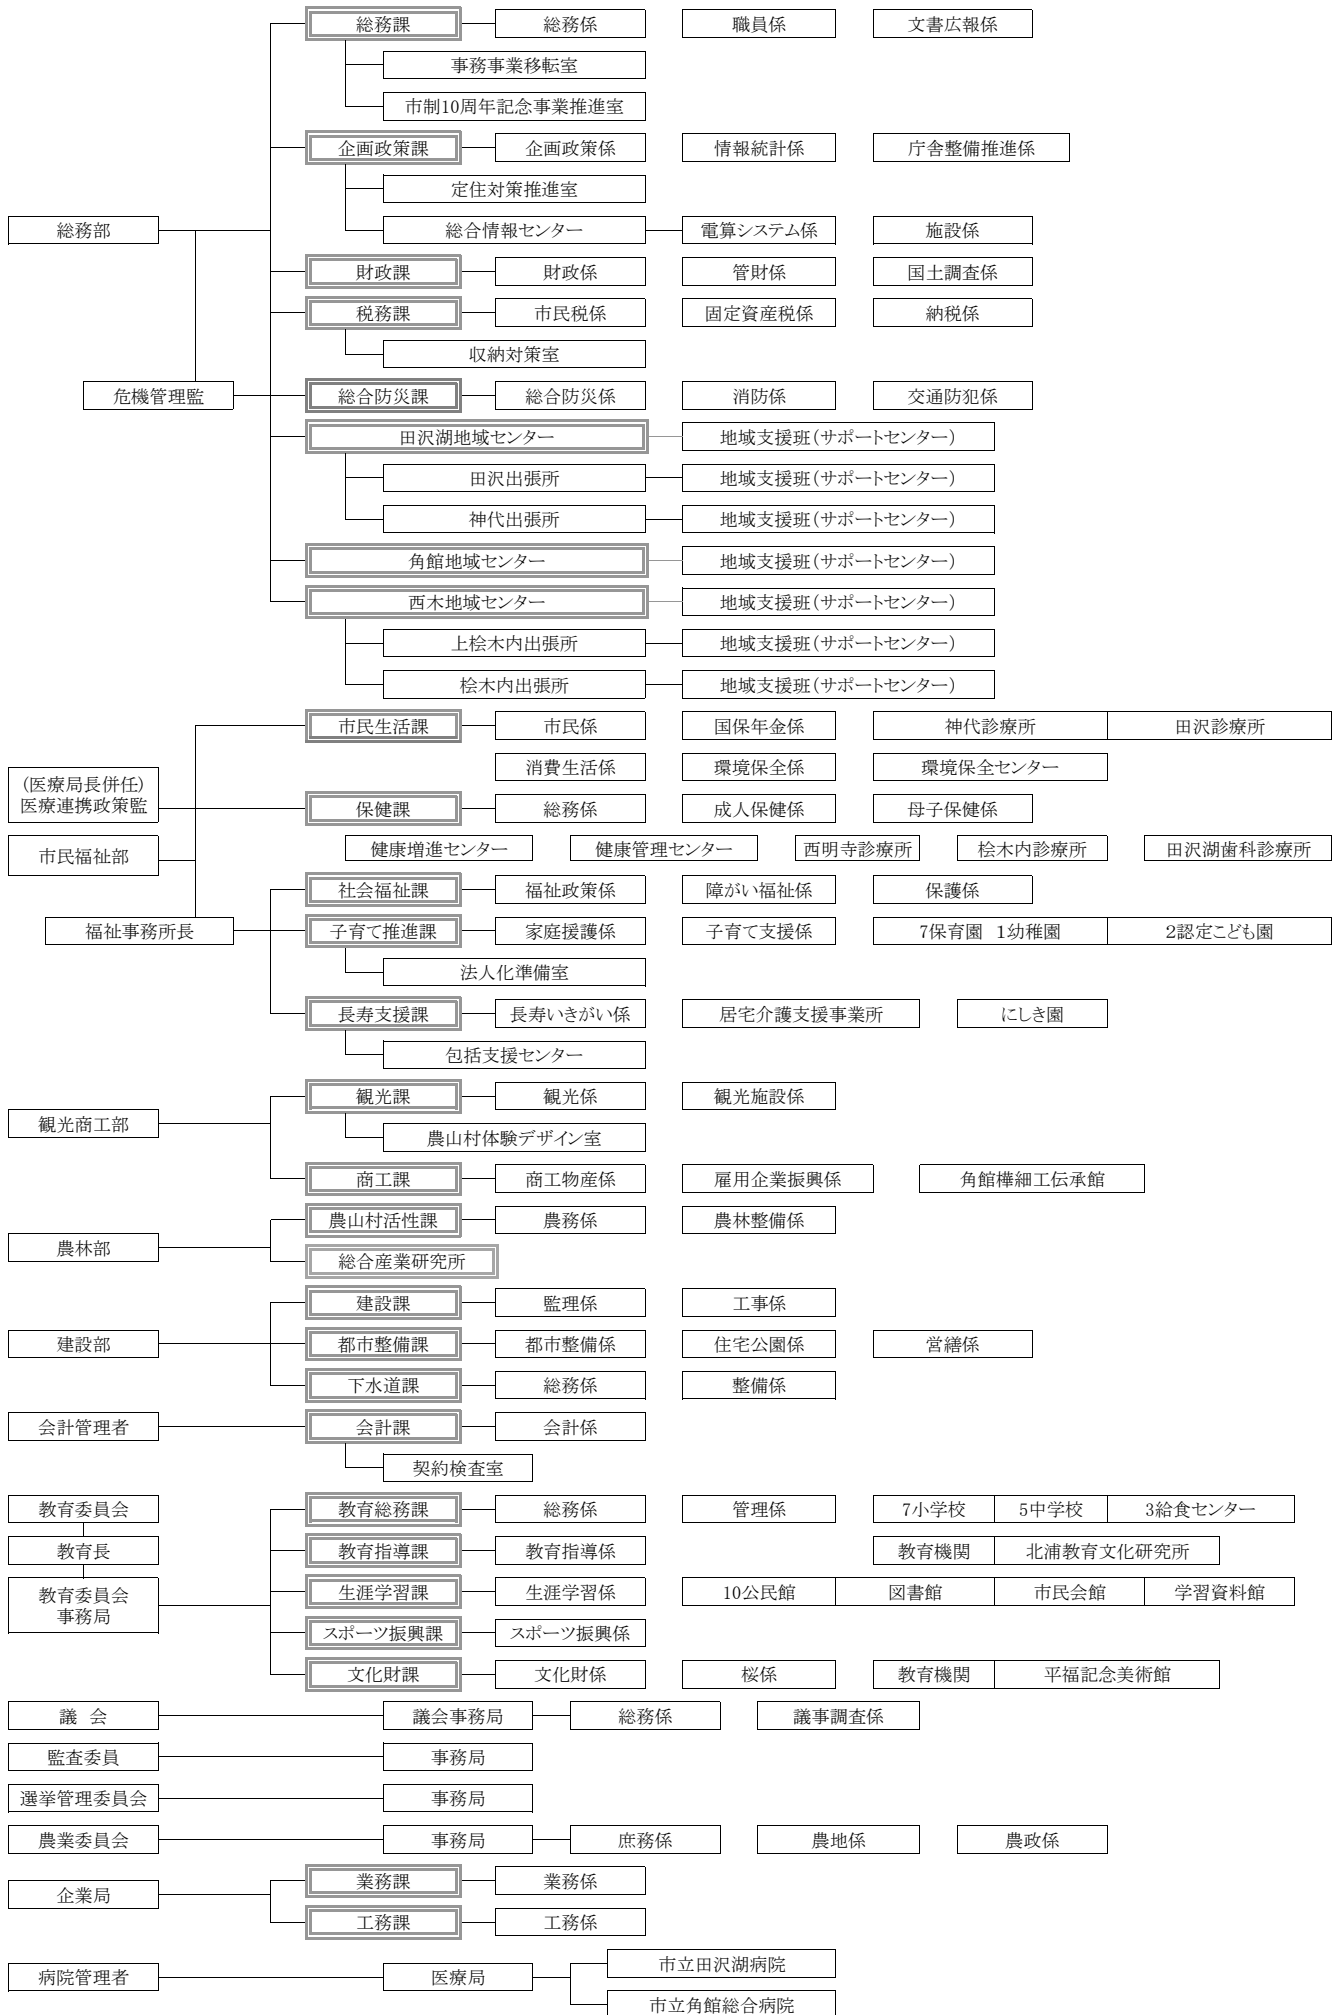 総務課 総務係 職員係 文書広報係
事務事業移転室
市制10周年記念事業推進室
企画政策課 企画政策係 情報統計係 庁舎整備推進係
定住対策推進室
総務部 総合情報センター 電算システム係 施設係
財政課 財政係 管財係 国土調査係
税務課 市民税係 固定資産税係 納税係
収納対策室
危機管理監 総合防災課 総合防災係 消防係 交通防犯係
田沢湖地域センター 地域支援班(サポートセンター)
田沢出張所 地域支援班(サポートセンター)
神代出張所 地域支援班(サポートセンター)
角館地域センター 地域支援班(サポートセンター)
西木地域センター 地域支援班(サポートセンター)
上桧木内出張所 地域支援班(サポートセンター)
桧木内出張所 地域支援班(サポートセンター)
市民生活課 市民係 国保年金係 神代診療所 田沢診療所
消費生活係 環境保全係 環境保全センター
(医療局長併任)
医療連携政策監 保健課 総務係 成人保健係 母子保健係
市民福祉部 健康増進センター 健康管理センター 西明寺診療所 桧木内診療所 田沢湖歯科診療所
社会福祉課 福祉政策係 障がい福祉係 保護係
福祉事務所長 子育て推進課 家庭援護係 子育て支援係 7保育園 1幼稚園 2認定こども園
法人化準備室
長寿支援課 長寿いきがい係 居宅介護支援事業所 にしき園
包括支援センター
観光課 観光係 観光施設係
観光商工部
農山村体験デザイン室
商工課 商工物産係 雇用企業振興係 角館樺細工伝承館
農山村活性課 農務係 農林整備係
農林部
総合産業研究所
建設課 監理係 工事係
建設部 都市整備課 都市整備係 住宅公園係 営繕係
下水道課 総務係 整備係
会計管理者 会計課 会計係
契約検査室
教育委員会 教育総務課 総務係 管理係 7小学校 5中学校 3給食センター
教育長 教育指導課 教育指導係 教育機関 北浦教育文化研究所
教育委員会
事務局 生涯学習課 生涯学習係 10公民館 図書館 市民会館 学習資料館
スポーツ振興課 スポーツ振興係
文化財課 文化財係 桜係 教育機関 平福記念美術館
議 会 議会事務局 総務係 議事調査係
監査委員 事務局
選挙管理委員会 事務局
農業委員会 事務局 庶務係 農地係 農政係
業務課 業務係
企業局
工務課 工務係
市立田沢湖病院
病院管理者 医療局
市立角館総合病院